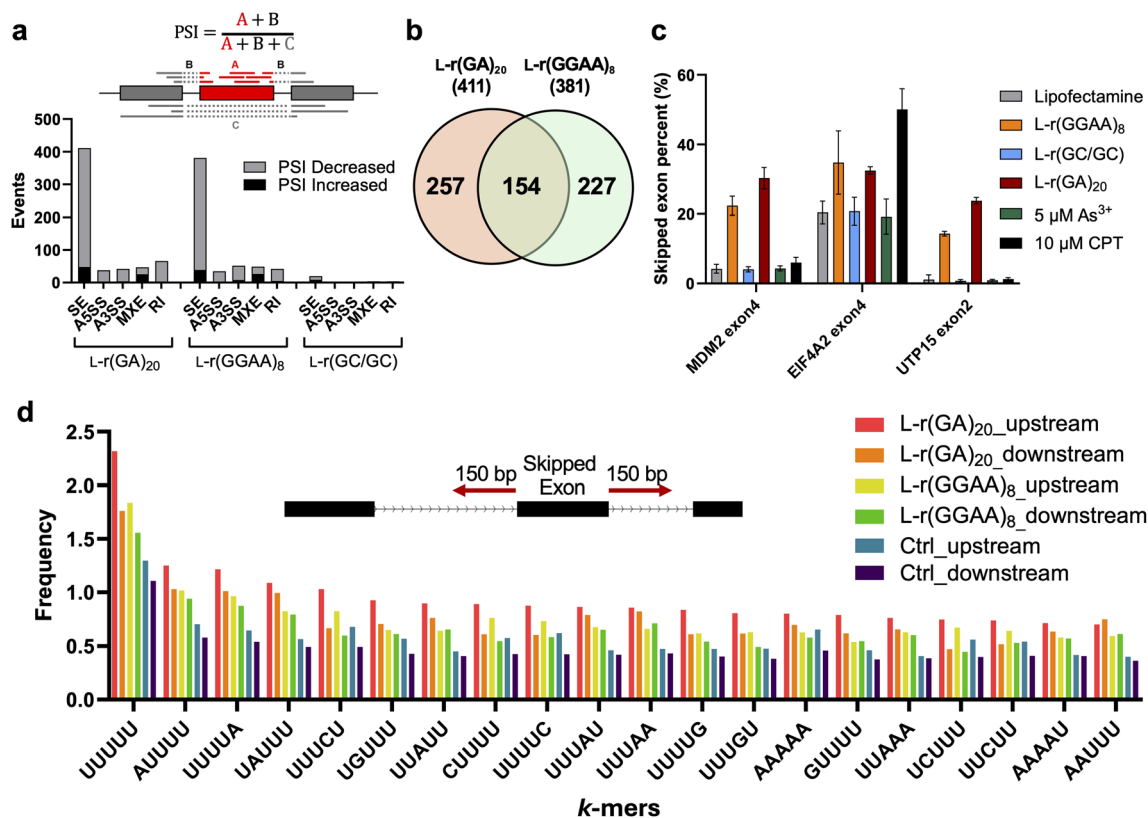 a
PSI = A + B / A + B + C
B A B
C
500
400
300
200
100
0
Events
PSI Decreased
PSI Increased
SE A5SS A3SS MXE RI SE A5SS A3SS MXE RI SE A5SS A3SS MXE RI
L-r(GA)20 L-r(GGAA)8 L-r(GC/GC)
b
L-r(GA)20 L-r(GGAA)8
(411) (381)
257 154 227
c
60
40
20
0
Skipped exon percent (%)
MDM2 exon4
EIF4A2 exon4
UTP15 exon2
Lipofectamine
L-r(GGAA)8
L-r(GC/GC)
L-r(GA)20
5 μM As3+
10 μM CPT
d
2.5
2.0
1.5
1.0
0.5
0.0
Frequency
150 bp Skipped Exon 150 bp
L-r(GA)20_upstream
L-r(GA)20_downstream
L-r(GGAA)8_upstream
L-r(GGAA)8_downstream
Ctrl_upstream
Ctrl_downstream
UUUUU AUUUU UUUUA UAUUU UUUCU UGUUU UUAUU CUUUU UUUUC UUUAU UUUAA UUUUG UUUGU AAAAA GUUUU UUAAA UCUUU UUCUU AAAAU AAUUU
k-mers